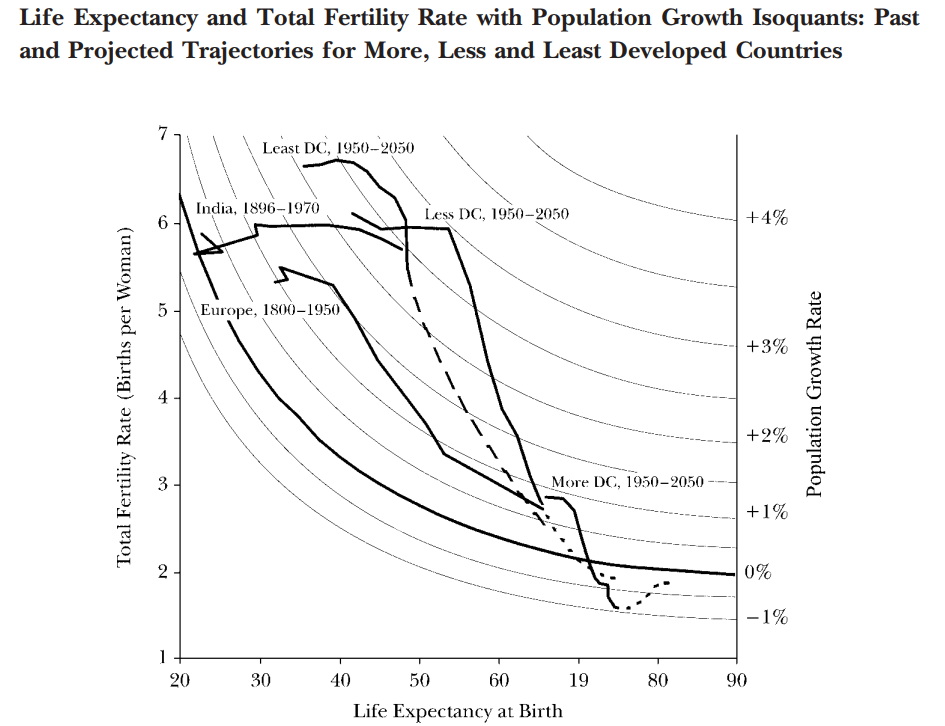 Life Expectancy and Total Fertility Rate with Population Growth Isoquants: Past
and Projected Trajectories for More, Less and Least Developed Countries
7
Least DC, 1950–2050
India, 1896–1970
Less DC, 1950–2050
6
+4%
Europe, 1800–1950
5
+3%
4
+2%
3
More DC, 1950–2050
+1%
2
0%
−1%
1
Total Fertility Rate (Births per Woman)
Population Growth Rate
20 30 40 50 60 19 80 90
Life Expectancy at Birth